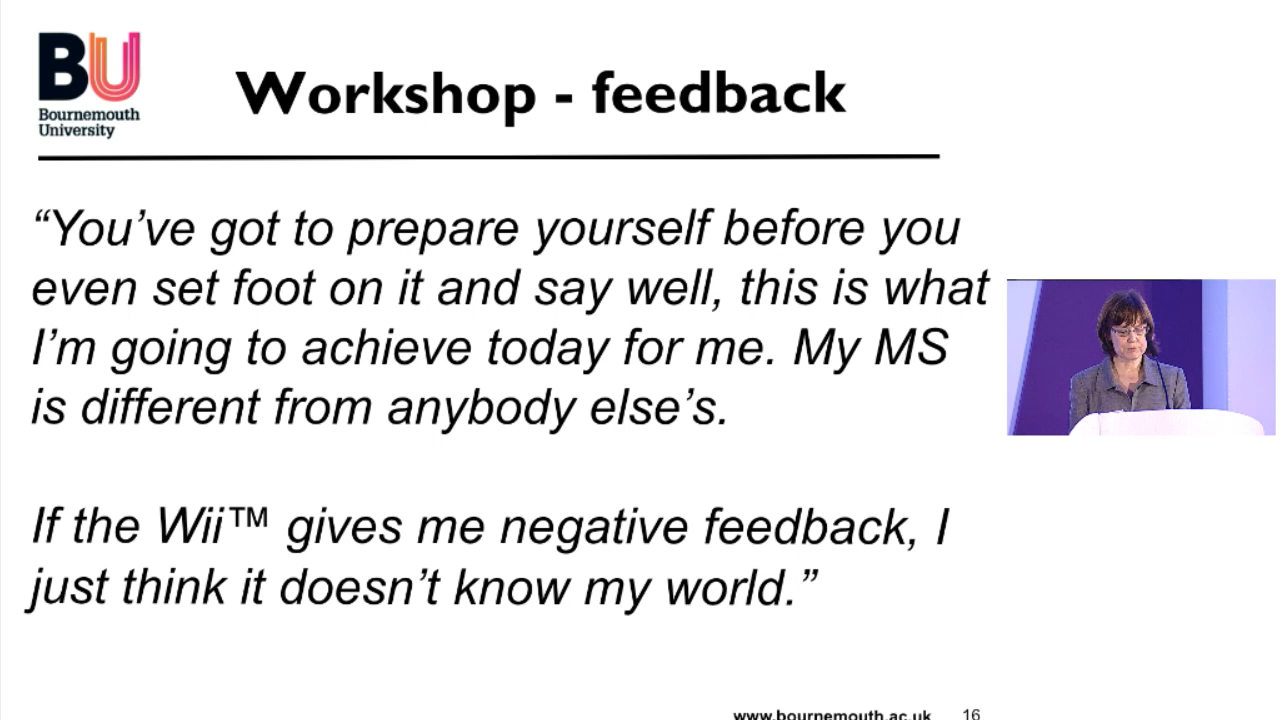 BU
Bournemouth
University
Workshop - feedback
“You’ve got to prepare yourself before you
even set foot on it and say well, this is what
I’m going to achieve today for me. My MS
is different from anybody else’s.
If the Wii™ gives me negative feedback, I
just think it doesn’t know my world.”
www.bournemouth.ac.uk 16